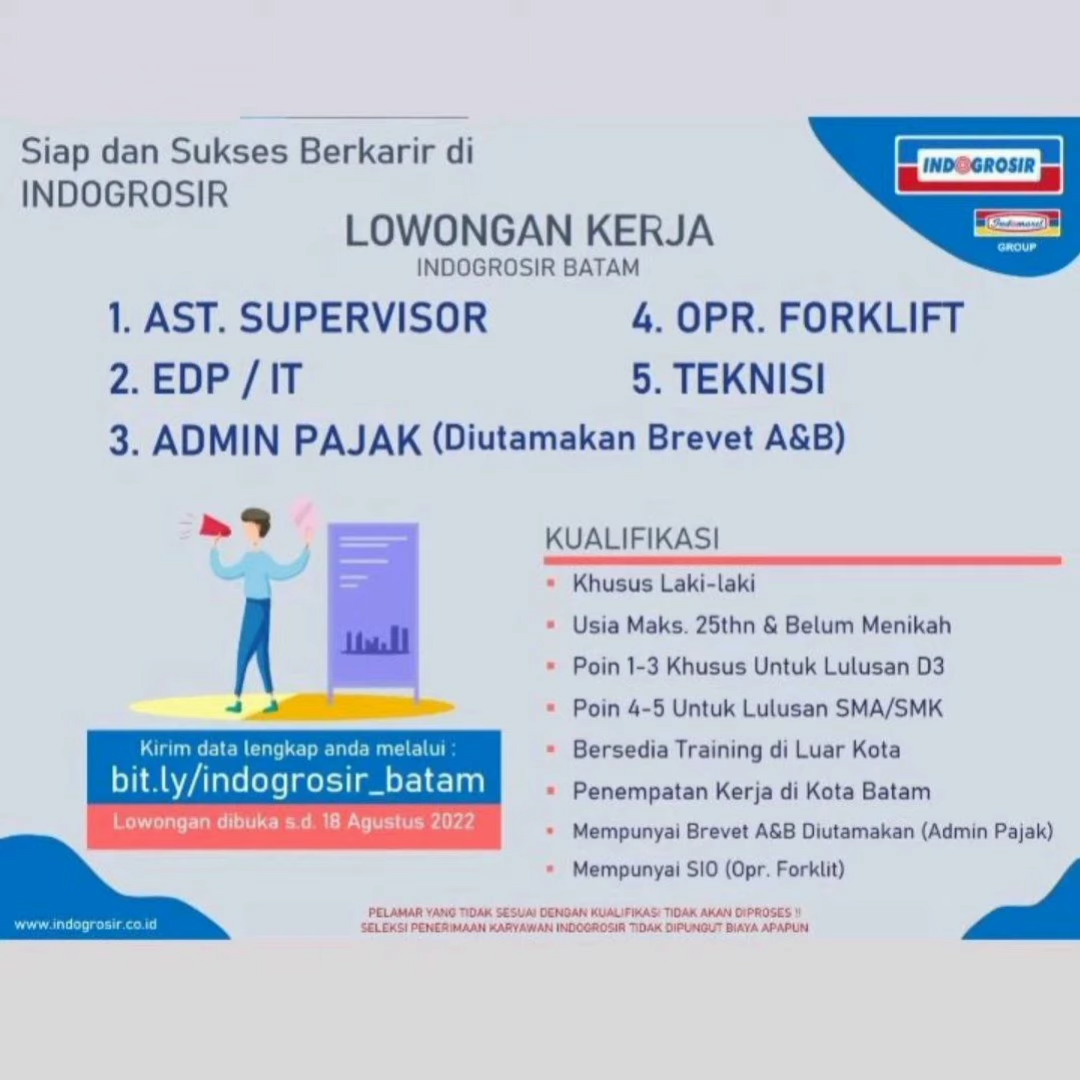 Siap dan Sukses Berkarir di
INDOGROSIR
INDOGROSIR
Indomaret
GROUP
LOWONGAN KERJA
INDOGROSIR BATAM
1. AST. SUPERVISOR
2. EDP / IT
3. ADMIN PAJAK (Diutamakan Brevet A&B)
4. OPR. FORKLIFT
5. TEKNISI
KUALIFIKASI
▪ Khusus Laki-laki
▪ Usia Maks. 25thn & Belum Menikah
▪ Poin 1-3 Khusus Untuk Lulusan D3
▪ Poin 4-5 Untuk Lulusan SMA/SMK
▪ Bersedia Training di Luar Kota
▪ Penempatan Kerja di Kota Batam
▪ Mempunyai Brevet A&B Diutamakan (Admin Pajak)
▪ Mempunyai SIO (Opr. Forklit)
Kirim data lengkap anda melalui :
bit.ly/indogrosir_batam
Lowongan dibuka s.d. 18 Agustus 2022
www.indogrosir.co.id
PELAMAR YANG TIDAK SESUAI DENGAN KUALIFIKASI TIDAK AKAN DIPROSES !!
SELEKSI PENERIMAAN KARYAWAN INDOGROSIR TIDAK DIPUNGUT BIAYA APAPUN